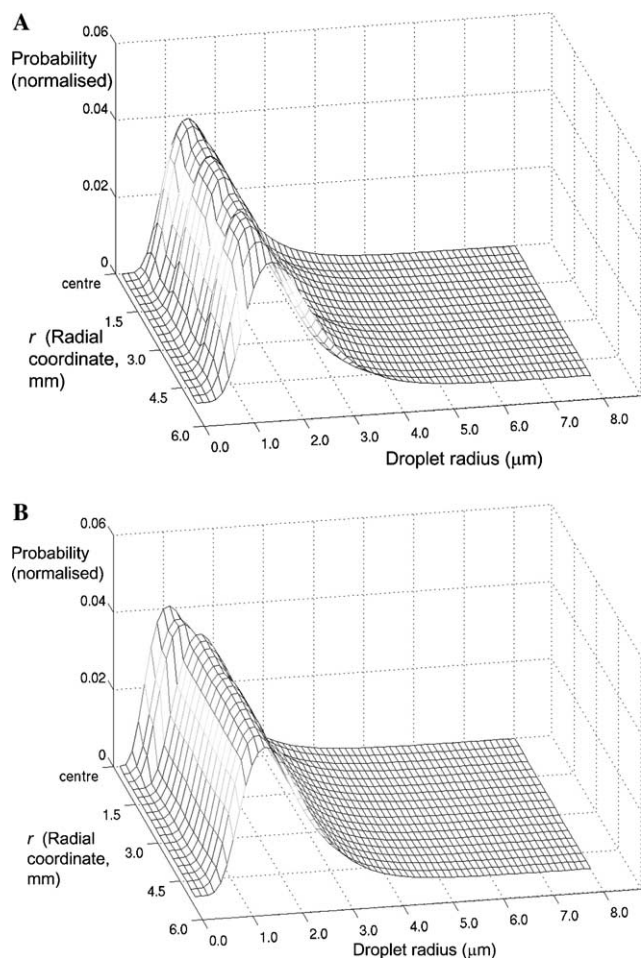 A
0.06
Probability
(normalised)
0.04
0.02
0
centre
1.5
r (Radial
coordinate,
mm)
3.0
4.5
6.0
0.0 1.0 2.0 3.0 4.0 5.0 6.0 7.0 8.0
Droplet radius (μm)
B
0.06
Probability
(normalised)
0.04
0.02
0
centre
1.5
r (Radial
coordinate,
mm)
3.0
4.5
6.0
0.0 1.0 2.0 3.0 4.0 5.0 6.0 7.0 8.0
Droplet radius (μm)